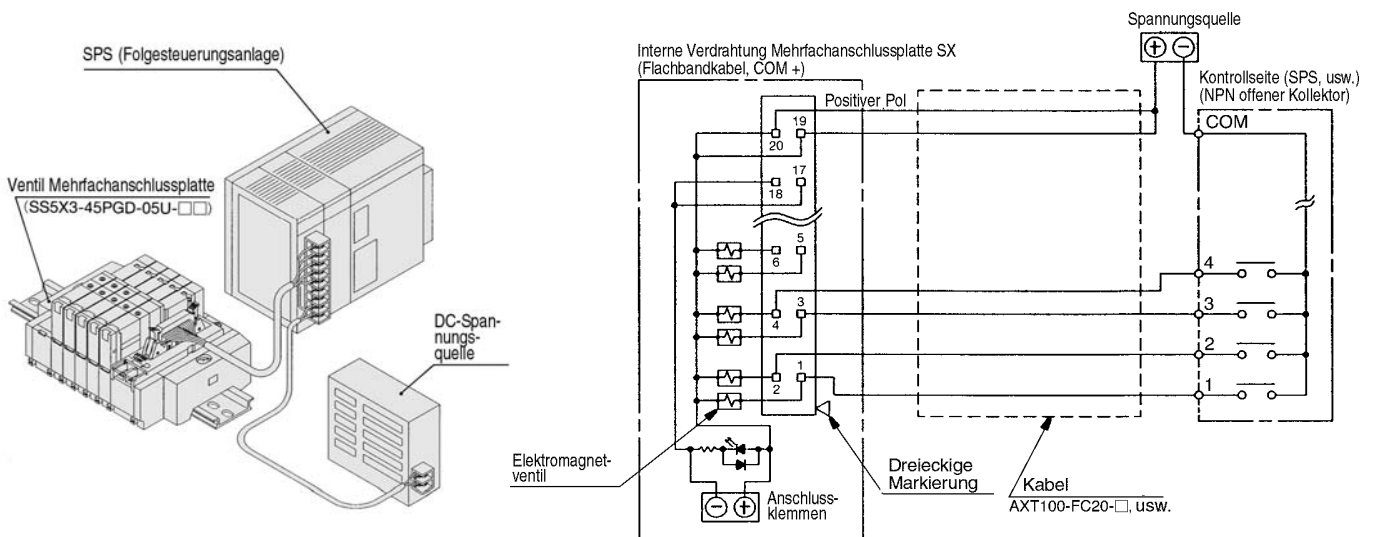 SPS (Folgesteuerungsanlage)
Ventil Mehrfachanschlussplatte
(SS5X3-45PGD-05U-□□)
DC-Span-
nungs-
quelle
Interne Verdrahtung Mehrfachanschlussplatte SX
(Flachbandkabel, COM +)
Spannungsquelle
+ −
Kontrollseite (SPS, usw.)
(NPN offener Kollektor)
COM
Positiver Pol
19
20
17
18
5
6
3
4
1
2
4
3
2
1
Elektromagnet-
ventil
− +
Anschluss-
klemmen
Dreieckige
Markierung
Kabel
AXT100-FC20-□, usw.